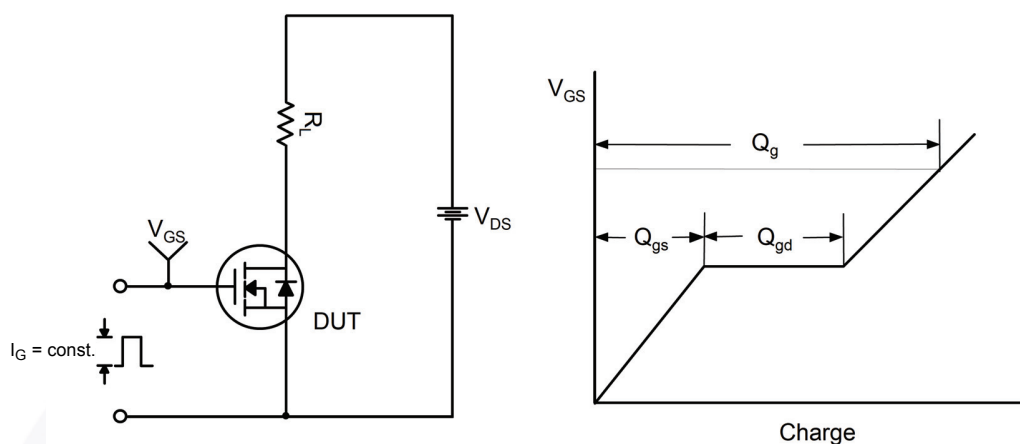 R_L
V_GS
V_DS
DUT
I_G = const.
V_GS
Q_g
Q_gs
Q_gd
Charge